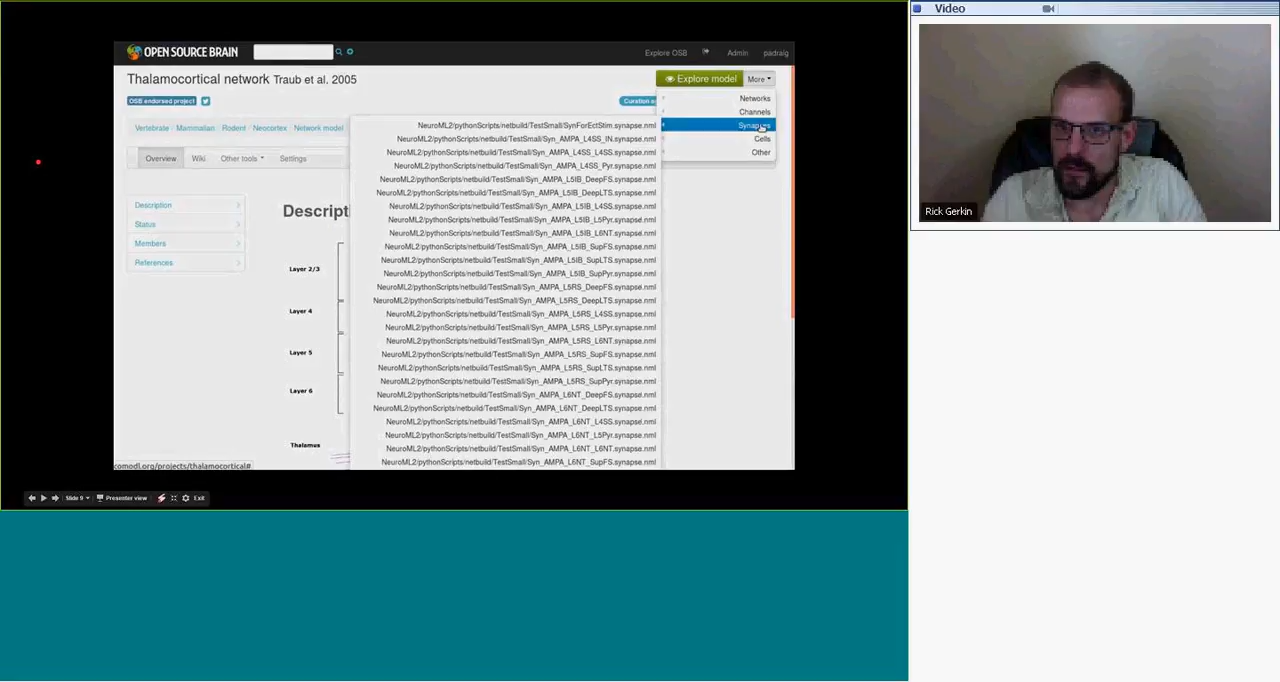 Video
OPEN SOURCE BRAIN
Explore OSB
Admin
padraig
Thalamocortical network Traub et al. 2005
Explore model
More
OSB endorsed project
Curation
Networks
Channels
Synapses
Cells
Other
Vertebrate / Mammalian / Rodent / Neocortex / Network model
Overview
Wiki
Other tools
Settings
Description
Status
Members
References
Descripti
Layer 2/3
Layer 4
Layer 5
Layer 6
Thalamus
NeuroML2/pythonScripts/netbuild/TestSmall/SynForEctStim.synapse.nml
NeuroML2/pythonScripts/netbuild/TestSmall/Syn_AMPA_L4SS_IN.synapse.nml
NeuroML2/pythonScripts/netbuild/TestSmall/Syn_AMPA_L4SS_L4SS.synapse.nml
NeuroML2/pythonScripts/netbuild/TestSmall/Syn_AMPA_L4SS_Pyr.synapse.nml
NeuroML2/pythonScripts/netbuild/TestSmall/Syn_AMPA_L5IB_DeepFS.synapse.nml
NeuroML2/pythonScripts/netbuild/TestSmall/Syn_AMPA_L5IB_DeepLTS.synapse.nml
NeuroML2/pythonScripts/netbuild/TestSmall/Syn_AMPA_L5IB_L4SS.synapse.nml
NeuroML2/pythonScripts/netbuild/TestSmall/Syn_AMPA_L5IB_L5Pyr.synapse.nml
NeuroML2/pythonScripts/netbuild/TestSmall/Syn_AMPA_L5IB_L6NT.synapse.nml
NeuroML2/pythonScripts/netbuild/TestSmall/Syn_AMPA_L5IB_SupFS.synapse.nml
NeuroML2/pythonScripts/netbuild/TestSmall/Syn_AMPA_L5IB_SupLTS.synapse.nml
NeuroML2/pythonScripts/netbuild/TestSmall/Syn_AMPA_L5IB_SupPyr.synapse.nml
NeuroML2/pythonScripts/netbuild/TestSmall/Syn_AMPA_L5RS_DeepFS.synapse.nml
NeuroML2/pythonScripts/netbuild/TestSmall/Syn_AMPA_L5RS_DeepLTS.synapse.nml
NeuroML2/pythonScripts/netbuild/TestSmall/Syn_AMPA_L5RS_L4SS.synapse.nml
NeuroML2/pythonScripts/netbuild/TestSmall/Syn_AMPA_L5RS_L5Pyr.synapse.nml
NeuroML2/pythonScripts/netbuild/TestSmall/Syn_AMPA_L5RS_L6NT.synapse.nml
NeuroML2/pythonScripts/netbuild/TestSmall/Syn_AMPA_L5RS_SupFS.synapse.nml
NeuroML2/pythonScripts/netbuild/TestSmall/Syn_AMPA_L5RS_SupLTS.synapse.nml
NeuroML2/pythonScripts/netbuild/TestSmall/Syn_AMPA_L5RS_SupPyr.synapse.nml
NeuroML2/pythonScripts/netbuild/TestSmall/Syn_AMPA_L6NT_DeepFS.synapse.nml
NeuroML2/pythonScripts/netbuild/TestSmall/Syn_AMPA_L6NT_DeepLTS.synapse.nml
NeuroML2/pythonScripts/netbuild/TestSmall/Syn_AMPA_L6NT_L4SS.synapse.nml
NeuroML2/pythonScripts/netbuild/TestSmall/Syn_AMPA_L6NT_L5Pyr.synapse.nml
NeuroML2/pythonScripts/netbuild/TestSmall/Syn_AMPA_L6NT_L6NT.synapse.nml
NeuroML2/pythonScripts/netbuild/TestSmall/Syn_AMPA_L6NT_SupFS.synapse.nml
comodl.org/projects/thalamocortical#
Slide 9
Presenter view
Exit
Rick Gerkin